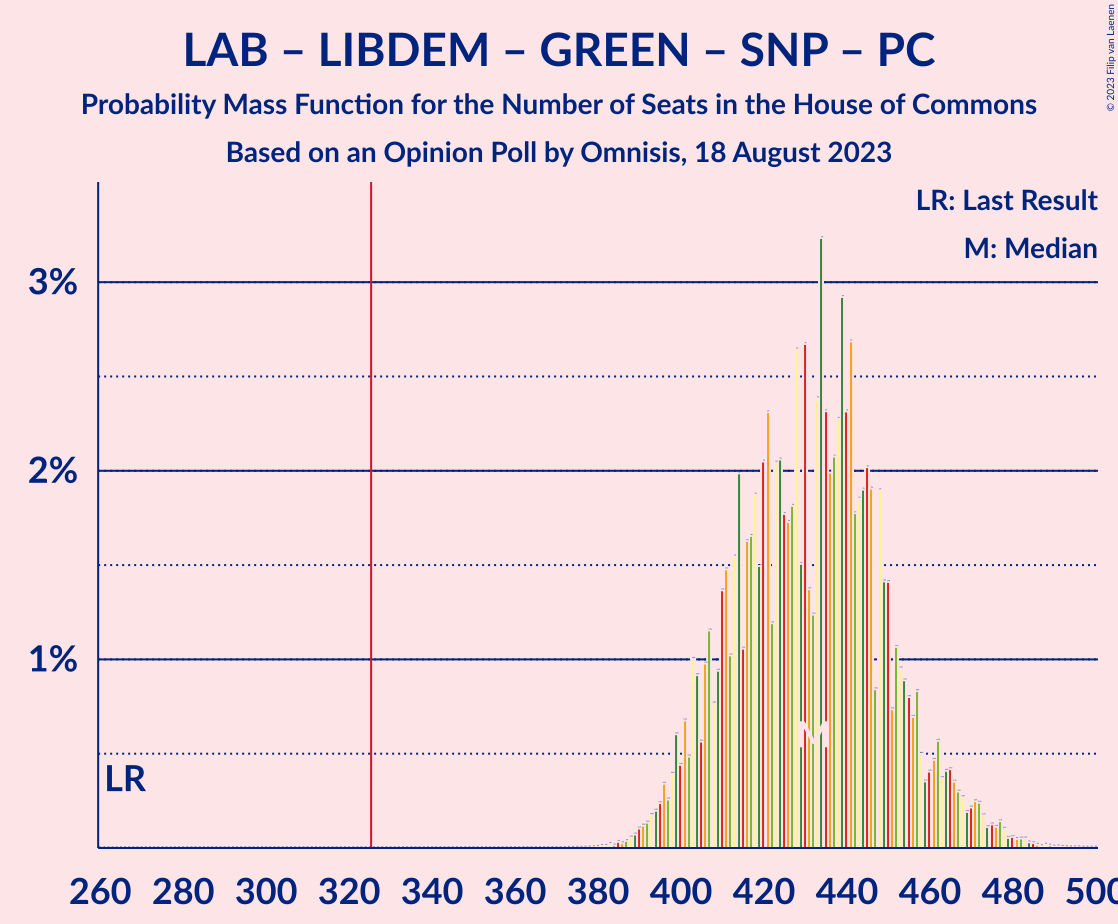 LAB – LIBDEM – GREEN – SNP – PC
Probability Mass Function for the Number of Seats in the House of Commons
Based on an Opinion Poll by Omnisis, 18 August 2023
© 2023 Filip van Laenen
LR: Last Result
M: Median
3%
2%
1%
LR
M
260 280 300 320 340 360 380 400 420 440 460 480 500